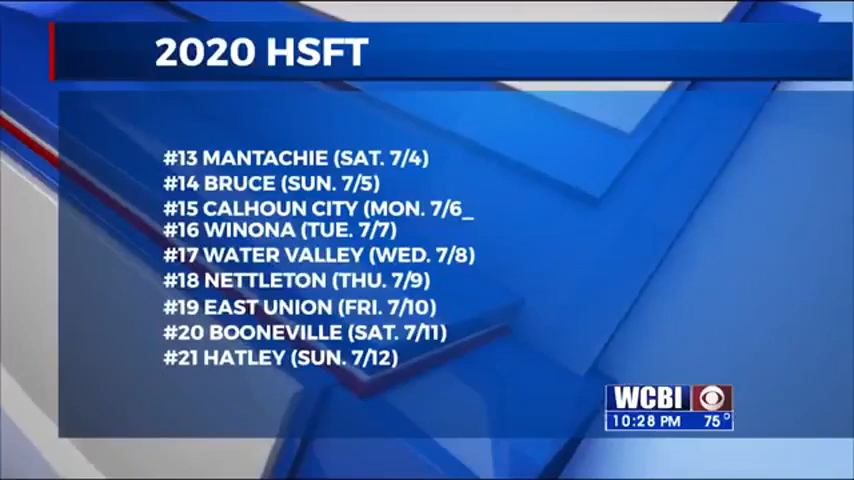 2020 HSFT
#13 MANTACHIE (SAT. 7/4)
#14 BRUCE (SUN. 7/5)
#15 CALHOUN CITY (MON. 7/6_
#16 WINONA (TUE. 7/7)
#17 WATER VALLEY (WED. 7/8)
#18 NETTLETON (THU. 7/9)
#19 EAST UNION (FRI. 7/10)
#20 BOONEVILLE (SAT. 7/11)
#21 HATLEY (SUN. 7/12)
WCBI
10:28 PM 75°